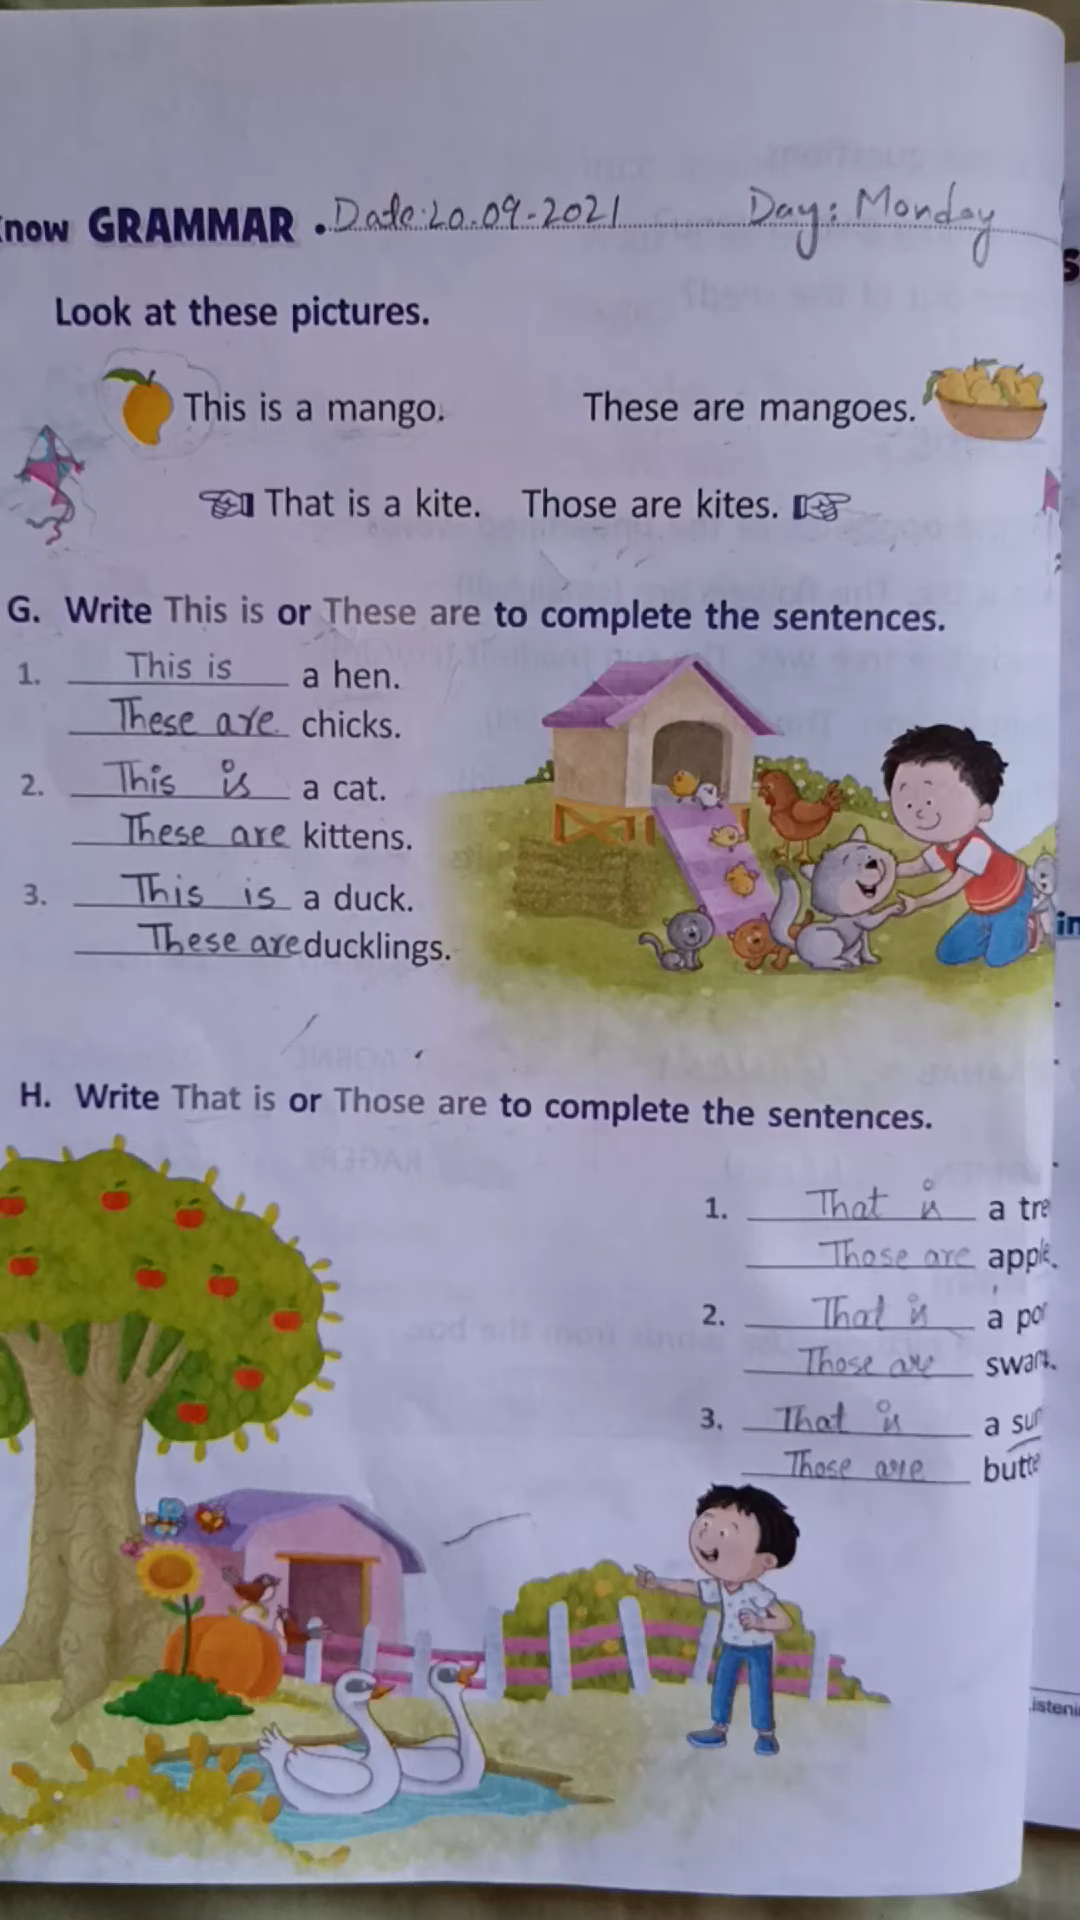 now GRAMMAR . Date: 20.09-2021 Day: Monday
Look at these pictures.
This is a mango. These are mangoes.
That is a kite. Those are kites.
G. Write This is or These are to complete the sentences.
1. This is a hen.
These are chicks.
2. This is a cat.
These are kittens.
3. This is a duck.
These are ducklings.
H. Write That is or Those are to complete the sentences.
1. That is a tre
Those are apple.
2. That is a po
Those are swan.
3. That is a sun
Those are butte